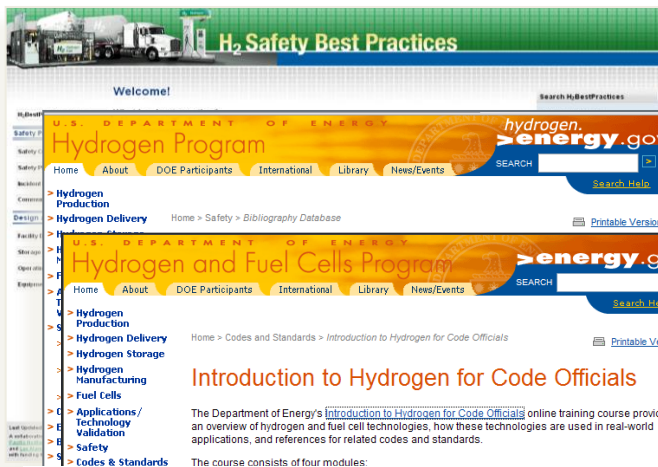 H₂ Safety Best Practices
Welcome!
Search H₂BestPractices
U.S. DEPARTMENT OF ENERGY
Hydrogen Program
hydrogen.
energy.go
SEARCH
>
Search Help
Home About DOE Participants International Library News/Events
> Hydrogen
Production
> Hydrogen Delivery
Home > Safety > Bibliography Database
Printable Versio
U.S. DEPARTMENT OF ENERGY
Hydrogen and Fuel Cells Program
energy.g
SEARCH
Search He
Home About DOE Participants International Library News/Events
> Hydrogen
Production
> Hydrogen Delivery
> Hydrogen Storage
> Hydrogen
Manufacturing
> Fuel Cells
> Applications/
Technology
Validation
> Safety
> Codes & Standards
Home > Codes and Standards > Introduction to Hydrogen for Code Officials
Printable Ve
Introduction to Hydrogen for Code Officials
The Department of Energy's Introduction to Hydrogen for Code Officials online training course provid
an overview of hydrogen and fuel cell technologies, how these technologies are used in real-world
applications, and references for related codes and standards.
The course consists of four modules: